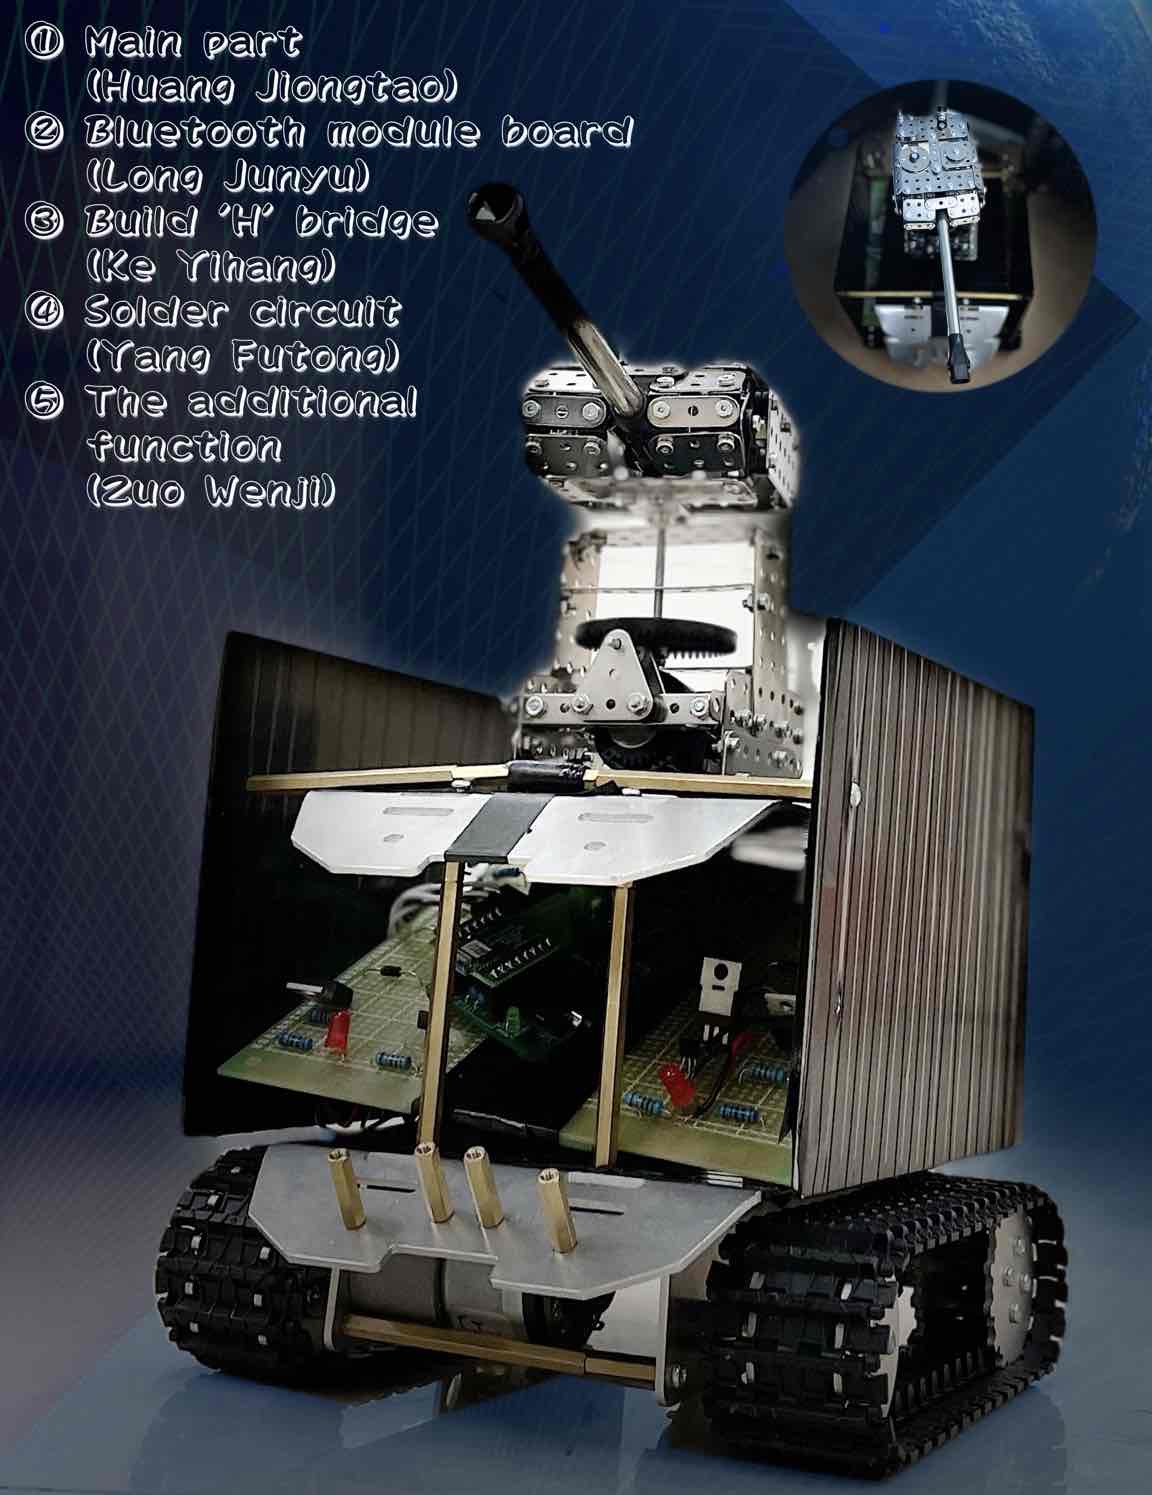 ① Main part
(Huang Jiongtao)
② Bluetooth module board
(Long Junyu)
③ Build 'H' bridge
(Ke Yihang)
④ Solder circuit
(Yang Futong)
⑤ The additional
function
(Zuo Wenji)